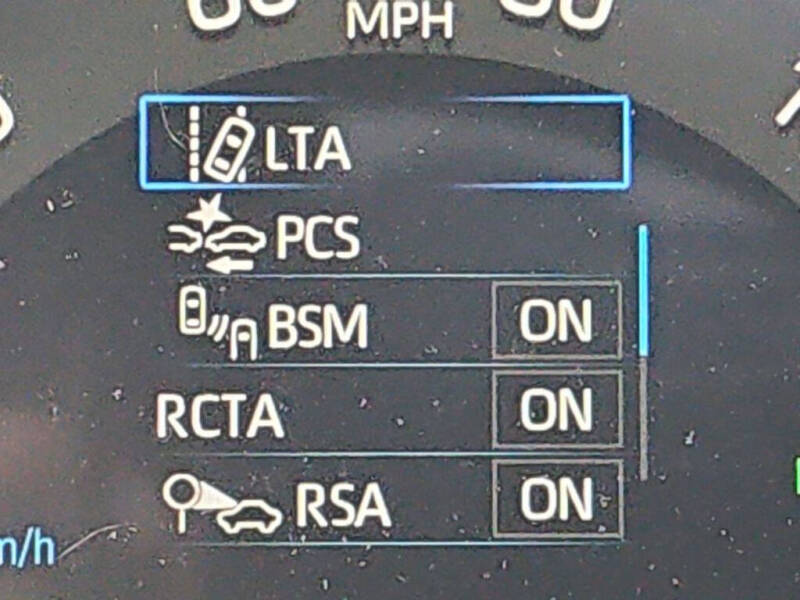 MPH
LTA
PCS
BSM ON
RCTA ON
RSA ON
m/h